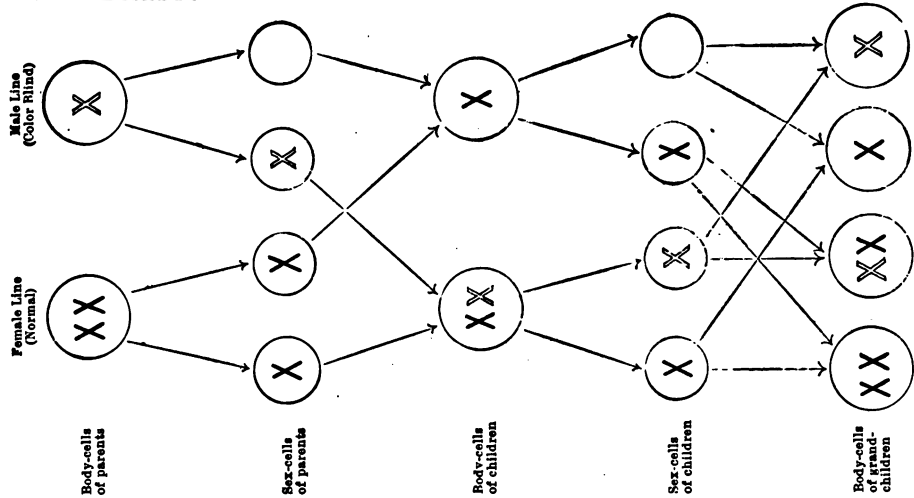 Female Line
(Normal)
Male Line
(Color Blind)
Body-cells
of parents
X X
X
Sex-cells
of parents
X
X
X
Body-cells
of children
X X
X
Sex-cells
of children
X
X
X
Body-cells
of grand-
children
X X
X X
X
X